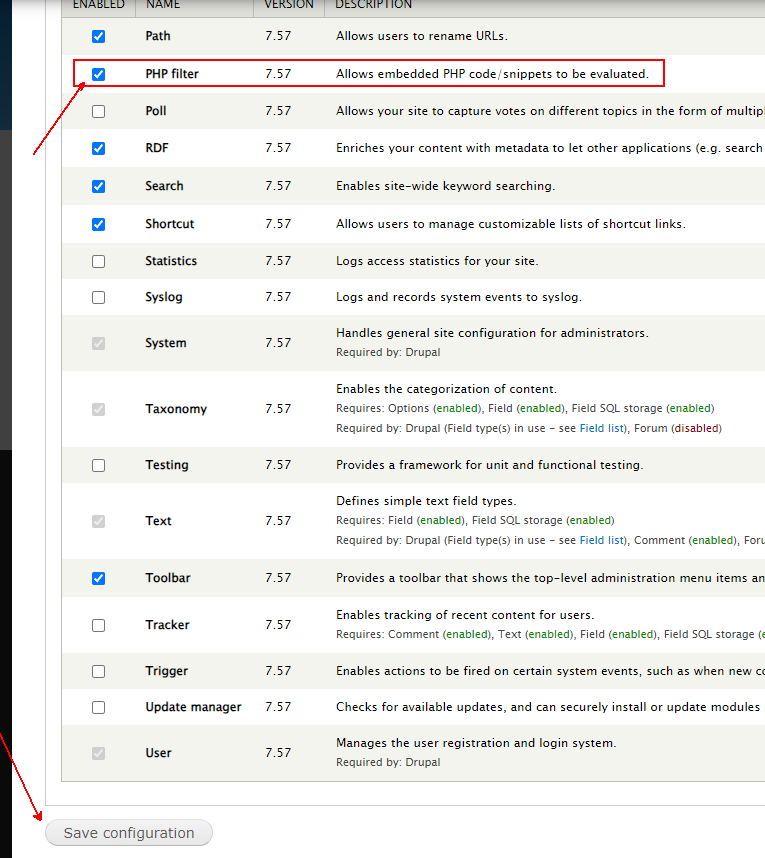 ENABLED NAME VERSION DESCRIPTION
Path 7.57 Allows users to rename URLs.
PHP filter 7.57 Allows embedded PHP code/snippets to be evaluated.
Poll 7.57 Allows your site to capture votes on different topics in the form of multipl
RDF 7.57 Enriches your content with metadata to let other applications (e.g. search
Search 7.57 Enables site-wide keyword searching.
Shortcut 7.57 Allows users to manage customizable lists of shortcut links.
Statistics 7.57 Logs access statistics for your site.
Syslog 7.57 Logs and records system events to syslog.
System 7.57 Handles general site configuration for administrators.
Required by: Drupal
Taxonomy 7.57 Enables the categorization of content.
Requires: Options (enabled), Field (enabled), Field SQL storage (enabled)
Required by: Drupal (Field type(s) in use - see Field list), Forum (disabled)
Testing 7.57 Provides a framework for unit and functional testing.
Text 7.57 Defines simple text field types.
Requires: Field (enabled), Field SQL storage (enabled)
Required by: Drupal (Field type(s) in use - see Field list), Comment (enabled), Foru
Toolbar 7.57 Provides a toolbar that shows the top-level administration menu items an
Tracker 7.57 Enables tracking of recent content for users.
Requires: Comment (enabled), Text (enabled), Field (enabled), Field SQL storage (e
Trigger 7.57 Enables actions to be fired on certain system events, such as when new co
Update manager 7.57 Checks for available updates, and can securely install or update modules
User 7.57 Manages the user registration and login system.
Required by: Drupal
Save configuration